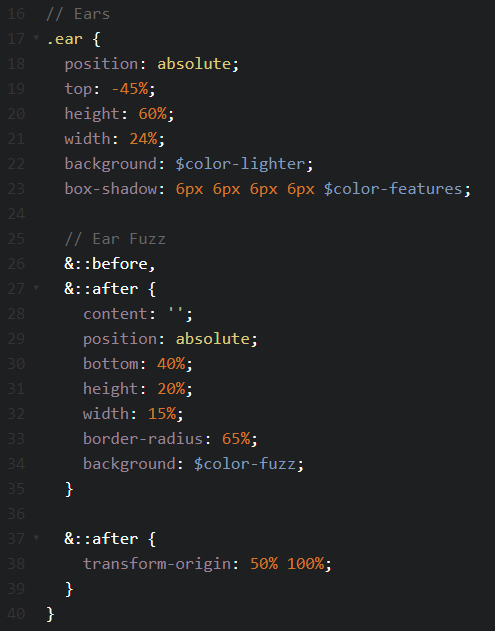 16 // Ears
17 .ear {
18 position: absolute;
19 top: -45%;
20 height: 60%;
21 width: 24%;
22 background: $color-lighter;
23 box-shadow: 6px 6px 6px 6px $color-features;
24
25 // Ear Fuzz
26 &::before,
27 &::after {
28 content: '';
29 position: absolute;
30 bottom: 40%;
31 height: 20%;
32 width: 15%;
33 border-radius: 65%;
34 background: $color-fuzz;
35 }
36
37 &::after {
38 transform-origin: 50% 100%;
39 }
40 }